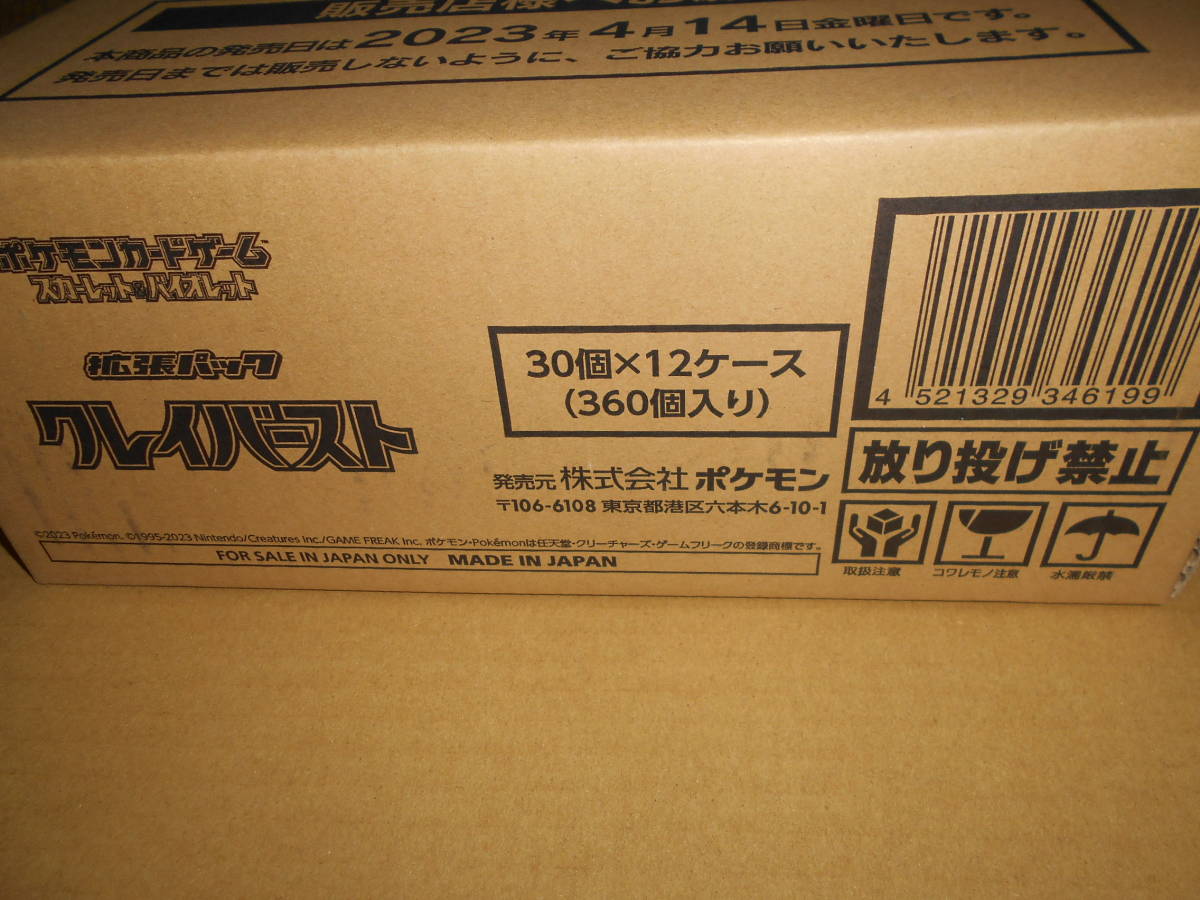 販売店様へ
本商品の発売日は2023年4月14日金曜日です。
発売日までは販売しないように、ご協力お願いいたします。
ポケモンカードゲーム
スカーレット&バイオレット
拡張パック
クレイバースト
30個×12ケース
(360個入り)
発売元 株式会社 ポケモン
〒106-6108 東京都港区六本木6-10-1
©2023 Pokémon. ©1995-2023 Nintendo/Creatures Inc./GAME FREAK Inc. ポケモン・Pokémonは任天堂・クリーチャーズ・ゲームフリークの登録商標です。
FOR SALE IN JAPAN ONLY MADE IN JAPAN
4 521329 346199
放り投げ禁止
取扱注意 コワレモノ注意 水濡厳禁